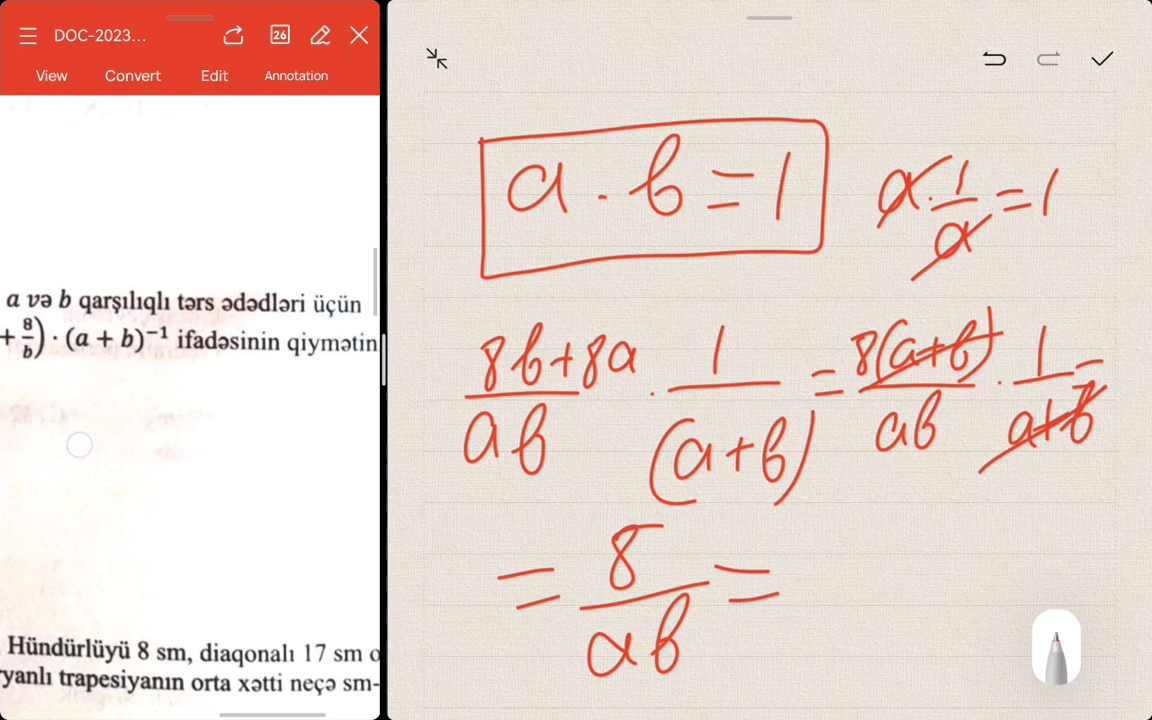 DOC-2023...
26
View Convert Edit Annotation
a və b qarşılıqlı tərs ədədləri üçün
+ 8/b) · (a + b)⁻¹ ifadəsinin qiymətin
Hündürlüyü 8 sm, diaqonalı 17 sm
yanlı trapesiyanın orta xətti neçə sm-
a · b = 1
a · 1/a = 1
(8b+8a)/(ab) · 1/(a+b) = 8(a+b)/(ab) · 1/(a+b) =
= 8/(ab) =